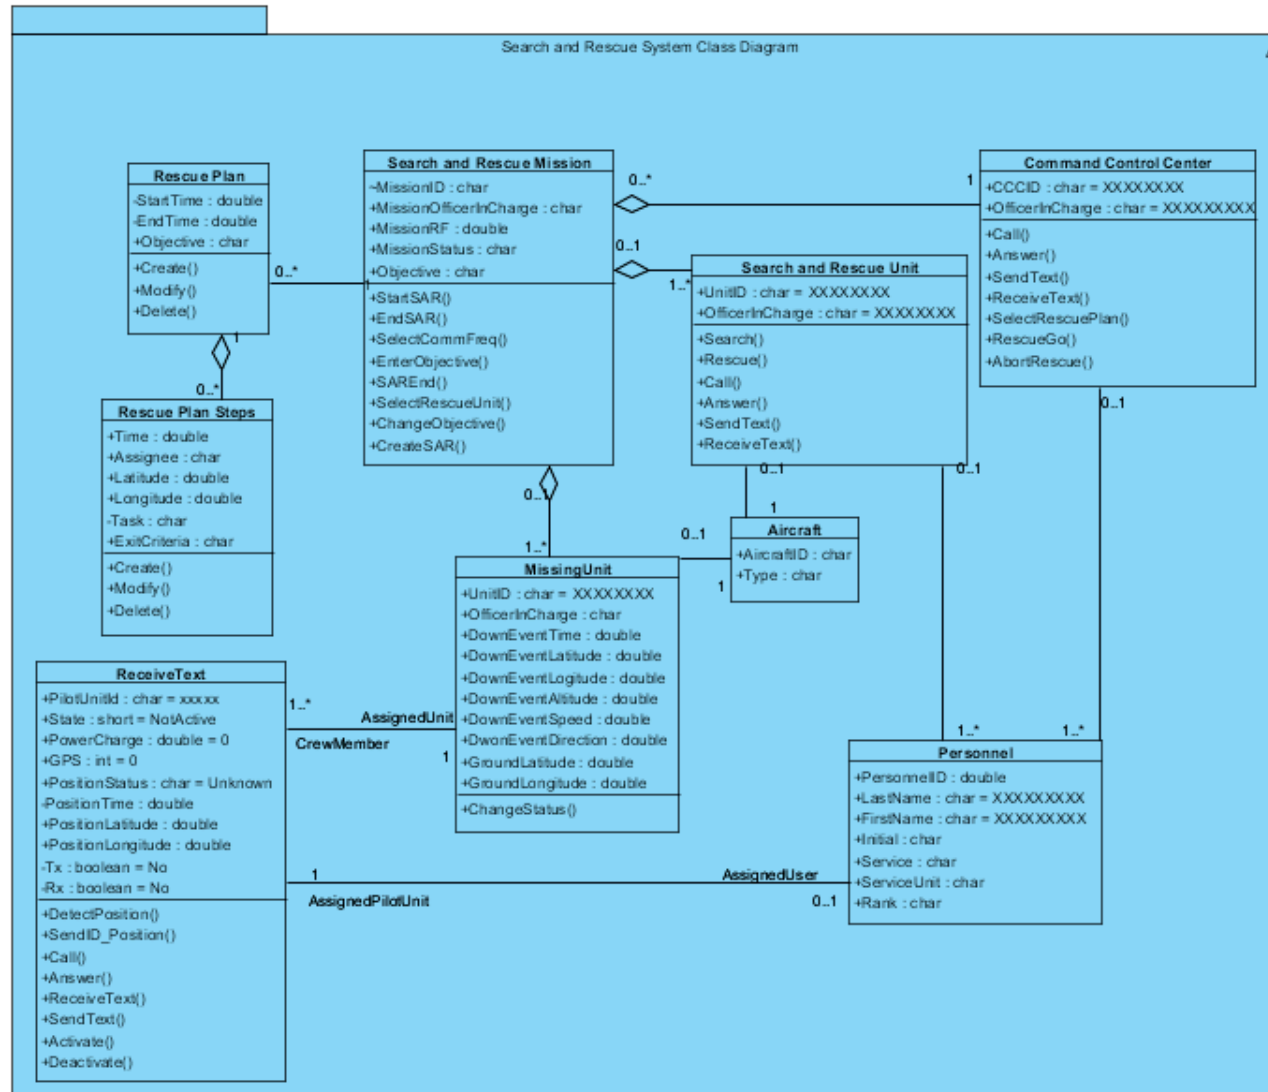 Search and Rescue System Class Diagram
Rescue Plan
-StartTime : double
-EndTime : double
+Objective : char
+Create()
+Modify()
+Delete()
0..*
1
1
0..*
Rescue Plan Steps
+Time : double
+Assignee : char
+Latitude : double
+Longitude : double
-Task : char
+ExitCriteria : char
+Create()
+Modify()
+Delete()
Search and Rescue Mission
~MissionID : char
+MissionOfficerInCharge : char
+MissionRF : double
+MissionStatus : char
+Objective : char
+StartSAR()
+EndSAR()
+SelectCommFreq()
+EnterObjective()
+SAREnd()
+SelectRescueUnit()
+ChangeObjective()
+CreateSAR()
0..*
1
0..1
1..*
0..1
1..*
Search and Rescue Unit
+UnitID : char = XXXXXXXX
+OfficerInCharge : char = XXXXXXXX
+Search()
+Rescue()
+Call()
+Answer()
+SendText()
+ReceiveText()
Command Control Center
+CCCID : char = XXXXXXXX
+OfficerInCharge : char = XXXXXXXXX
+Call()
+Answer()
+SendText()
+ReceiveText()
+SelectRescuePlan()
+RescueGo()
+AbortRescue()
0..1
0..1
0..1
1
0..1
1
Aircraft
+AircraftID : char
+Type : char
MissingUnit
+UnitID : char = XXXXXXXX
+OfficerInCharge : char
+DownEventTime : double
+DownEventLatitude : double
+DownEventLogitude : double
+DownEventAltitude : double
+DownEventSpeed : double
+DwonEventDirection : double
+GroundLatitude : double
+GroundLongitude : double
+ChangeStatus()
ReceiveText
+PilotUnitId : char = xxxxx
+State : short = NotActive
+PowerCharge : double = 0
+GPS : int = 0
+PositionStatus : char = Unknown
-PositionTime : double
+PositionLatitude : double
+PositionLongitude : double
-Tx : boolean = No
-Rx : boolean = No
+DetectPosition()
+SendID_Position()
+Call()
+Answer()
+ReceiveText()
+SendText()
+Activate()
+Deactivate()
1..*
AssignedUnit
CrewMember
1
1
AssignedUser
AssignedPilotUnit
0..1
1..*
1..*
Personnel
+PersonnelID : double
+LastName : char = XXXXXXXXX
+FirstName : char = XXXXXXXXX
+Initial : char
+Service : char
+ServiceUnit : char
+Rank : char